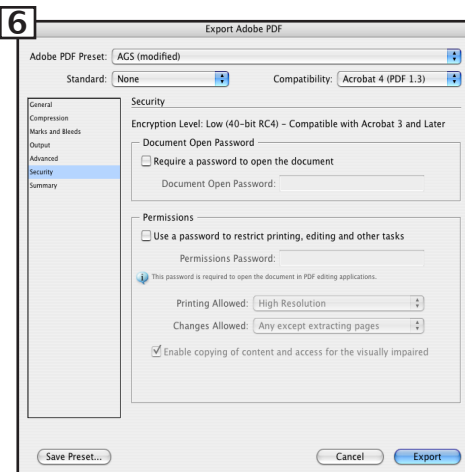 6
Export Adobe PDF
Adobe PDF Preset: AGS (modified)
Standard: None Compatibility: Acrobat 4 (PDF 1.3)
General
Compression
Marks and Bleeds
Output
Advanced
Security
Summary
Security
Encryption Level: Low (40-bit RC4) – Compatible with Acrobat 3 and Later
Document Open Password
Require a password to open the document
Document Open Password:
Permissions
Use a password to restrict printing, editing and other tasks
Permissions Password:
This password is required to open the document in PDF editing applications.
Printing Allowed: High Resolution
Changes Allowed: Any except extracting pages
Enable copying of content and access for the visually impaired
Save Preset... Cancel Export